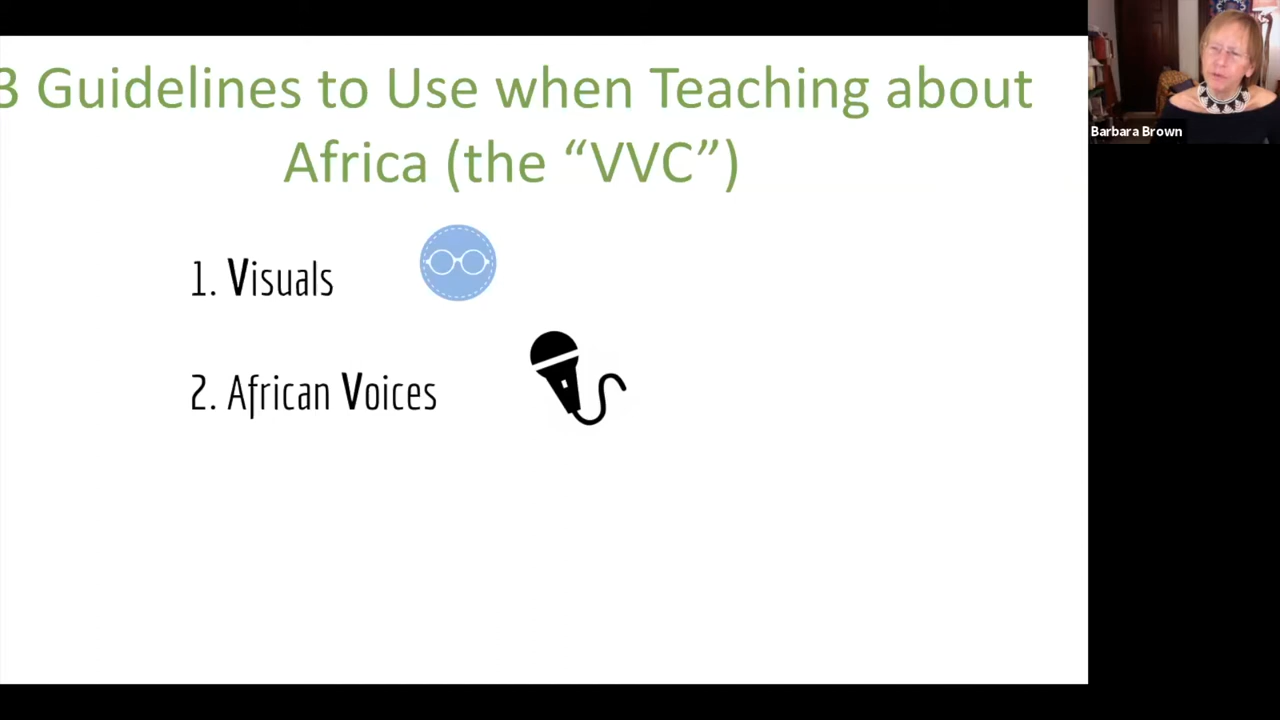 3 Guidelines to Use when Teaching about
Africa (the “VVC”)
1. Visuals
2. African Voices
Barbara Brown